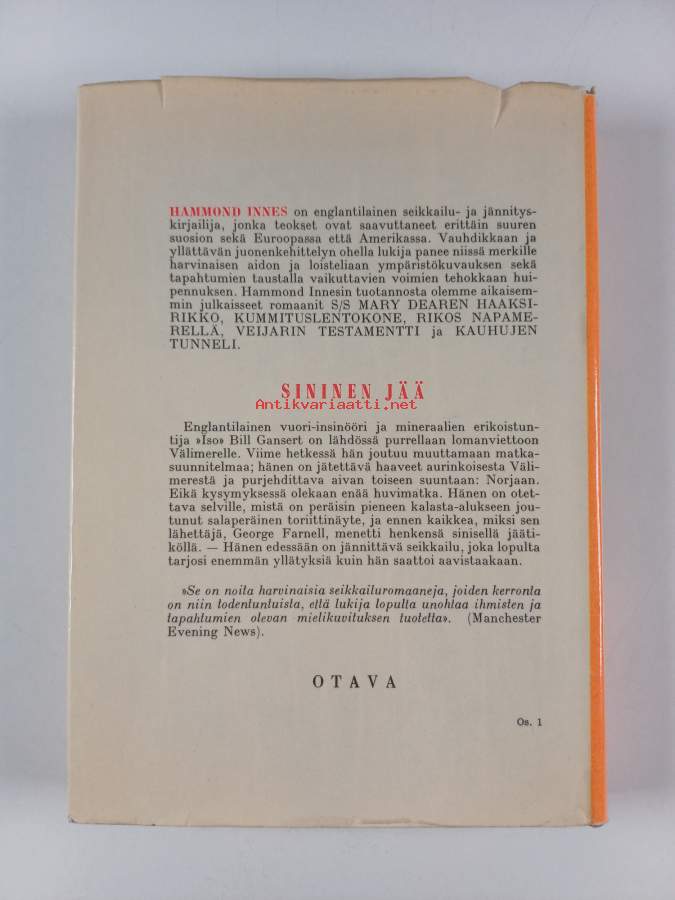 HAMMOND INNES on englantilainen seikkailu- ja jännitys-
kirjailija, jonka teokset ovat saavuttaneet erittäin suuren
suosion sekä Euroopassa että Amerikassa. Vauhdikkaan ja
yllättävän juonenkehittelyn ohella lukija panee niissä merkille
harvinaisen aidon ja loisteliaan ympäristökuvauksen sekä
tapahtumien taustalla vaikuttavien voimien tehokkaan hui-
pennuksen. Hammond Innesin tuotannosta olemme aikaisem-
min julkaisseet romaanit S/S MARY DEAREN HAAKSI-
RIKKO, KUMMITUSLENTOKONE, RIKOS NAPAME-
RELLÄ, VEIJARIN TESTAMENTTI ja KAUHUJEN
TUNNELI.
SININEN JÄÄ
Antikvariaatti.net
Englantilainen vuori-insinööri ja mineraalien erikoistun-
tija »Iso» Bill Gansert on lähdössä purrellaan lomanviettoon
Välimerelle. Viime hetkessä hän joutuu muuttamaan matka-
suunnitelmaa; hänen on jätettävä haaveet aurinkoisesta Väli-
merestä ja purjehdittava aivan toiseen suuntaan: Norjaan.
Eikä kysymyksessä olekaan enää huvimatka. Hänen on otet-
tava selville, mistä on peräisin pieneen kalasta-alukseen jou-
tunut salaperäinen toriittinäyte, ja ennen kaikkea, miksi sen
lähettäjä, George Farnell, menetti henkensä sinisellä jääti-
köllä. — Hänen edessään on jännittävä seikkailu, joka lopulta
tarjosi enemmän yllätyksiä kuin hän saattoi aavistaakaan.
»Se on noita harvinaisia seikkailuromaaneja, joiden kerronta
on niin todentuntuista, että lukija lopulta unohtaa ihmisten ja
tapahtumien olevan mielikuvituksen tuotetta». (Manchester
Evening News).
OTAVA
Os. 1